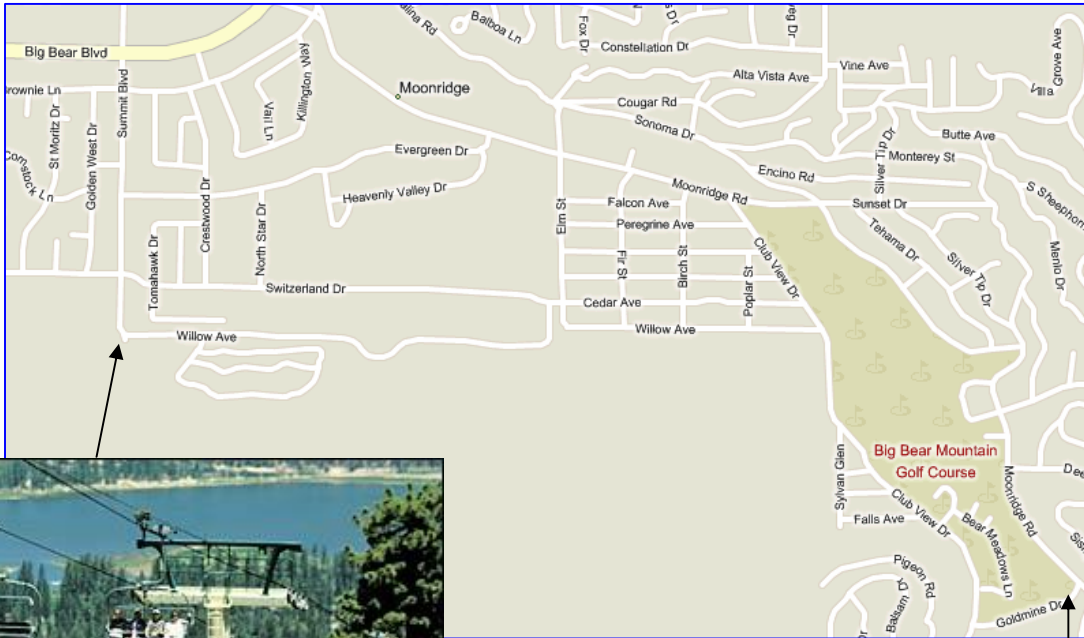 Balboa Ln
Fox Dr
Constellation Dr
Big Bear Blvd
Vine Ave
Grove Ave
Alta Vista Ave
Brownie Ln
Summit Blvd
Vail Ln
Killington Way
Moonridge
Cougar Rd
Sonoma Dr
St Moritz Dr
Golden West Dr
Comstock Ln
Evergreen Dr
Heavenly Valley Dr
Crestwood Dr
North Star Dr
Tomahawk Dr
Switzerland Dr
Willow Ave
Elm St
Falcon Ave
Peregrine Ave
Fir St
Birch St
Poplar St
Cedar Ave
Willow Ave
Moonridge Rd
Club View Dr
Encino Rd
Monterey St
Butte Ave
Silver Tip Dr
Sunset Dr
Tehama Dr
Silver Tip Dr
Menlo Dr
Big Bear Mountain
Golf Course
Sylvan Glen
Falls Ave
Club View Dr
Bear Meadows Ln
Moonridge Rd
Pigeon Rd
Balsam Dr
Goldmine Dr